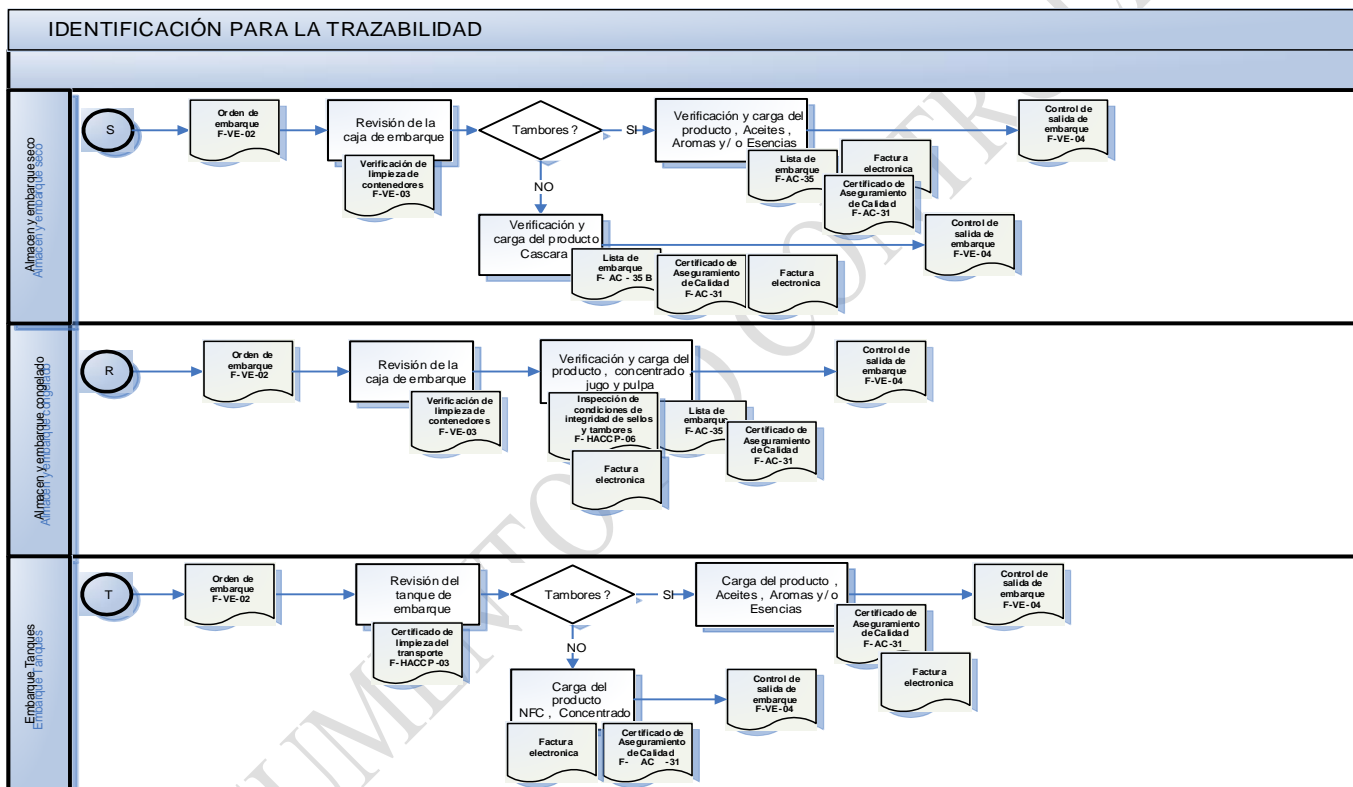 IDENTIFICACIÓN PARA LA TRAZABILIDAD
Almacen y embarque seco
Almacen y embarque seco
S
Orden de
embarque
F-VE-02
Revisión de la
caja de embarque
Verificación de
limpieza de
contenedores
F-VE-03
Tambores ?
SI
NO
Verificación y carga del
producto , Aceites ,
Aromas y/ o Esencias
Lista de
embarque
F-AC-35
Factura
electronica
Certificado de
Aseguramiento
de Calidad
F-AC-31
Control de
salida de
embarque
F-VE-04
Verificación y
carga del producto
Cascara
Lista de
embarque
F- AC - 35 B
Certificado de
Aseguramiento
de Calidad
F-AC-31
Factura
electronica
Control de
salida de
embarque
F-VE-04
Almacen y embarque congelado
Almacen y embarque congelado
R
Orden de
embarque
F-VE-02
Revisión de la
caja de embarque
Verificación de
limpieza de
contenedores
F-VE-03
Verificación y carga del
producto , concentrado ,
jugo y pulpa
Inspección de
condiciones de
integridad de sellos
y tambores
F- HACCP-06
Lista de
embarque
F-AC-35
Certificado de
Aseguramiento
de Calidad
F-AC-31
Factura
electronica
Control de
salida de
embarque
F-VE-04
Embarque Tanques
Embarque Tanques
T
Orden de
embarque
F-VE-02
Revisión del
tanque de
embarque
Certificado de
limpieza del
transporte
F-HACCP-03
Tambores ?
SI
NO
Carga del producto ,
Aceites , Aromas y/ o
Esencias
Certificado de
Aseguramiento
de Calidad
F-AC-31
Factura
electronica
Control de
salida de
embarque
F-VE-04
Carga del
producto
NFC , Concentrado
Factura
electronica
Certificado de
Aseguramiento
de Calidad
F- AC -31
Control de
salida de
embarque
F-VE-04